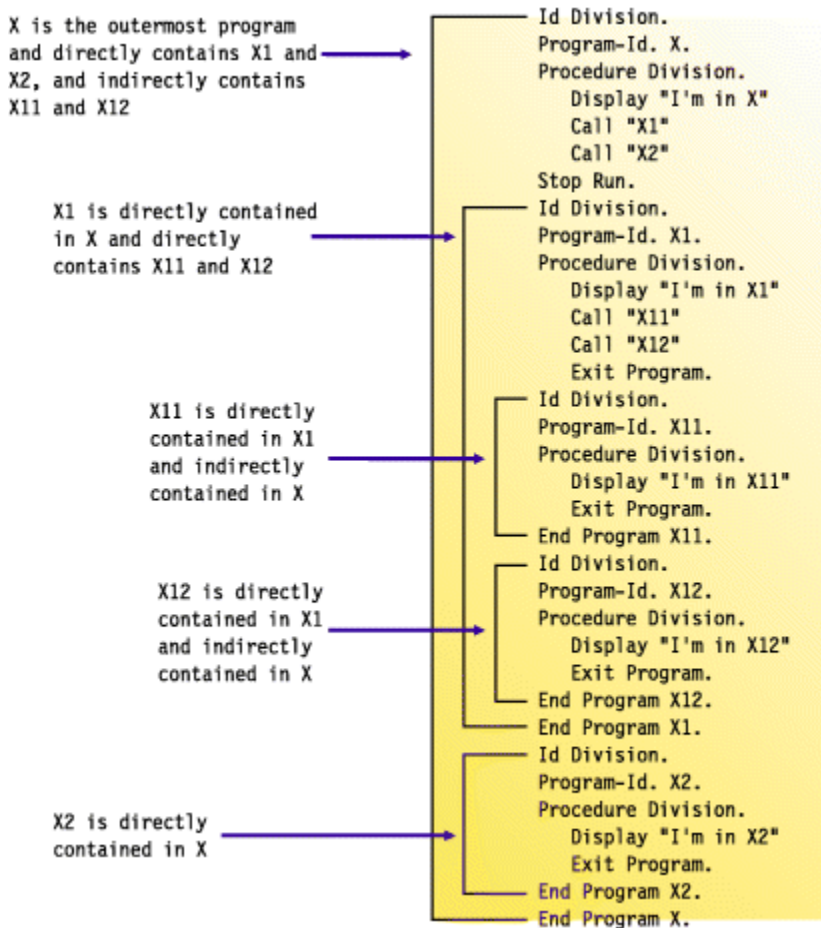 X is the outermost program
and directly contains X1 and
X2, and indirectly contains
X11 and X12
Id Division.
Program-Id. X.
Procedure Division.
Display "I'm in X"
Call "X1"
Call "X2"
Stop Run.
X1 is directly contained
in X and directly
contains X11 and X12
Id Division.
Program-Id. X1.
Procedure Division.
Display "I'm in X1"
Call "X11"
Call "X12"
Exit Program.
X11 is directly
contained in X1
and indirectly
contained in X
Id Division.
Program-Id. X11.
Procedure Division.
Display "I'm in X11"
Exit Program.
End Program X11.
X12 is directly
contained in X1
and indirectly
contained in X
Id Division.
Program-Id. X12.
Procedure Division.
Display "I'm in X12"
Exit Program.
End Program X12.
End Program X1.
X2 is directly
contained in X
Id Division.
Program-Id. X2.
Procedure Division.
Display "I'm in X2"
Exit Program.
End Program X2.
End Program X.